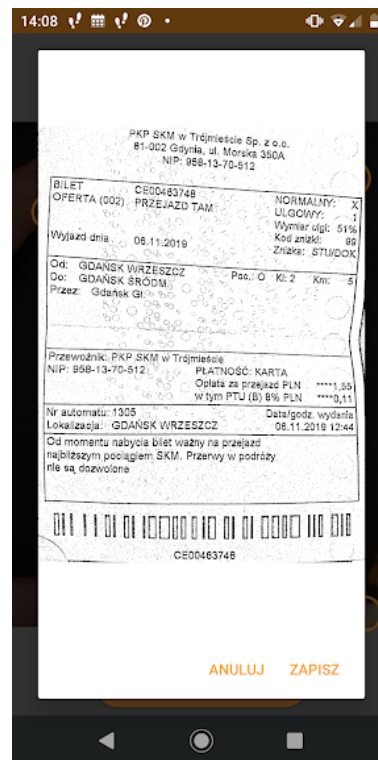 14:08
PKP SKM w Trójmieście Sp. z o.o.
81-002 Gdynia, ul. Morska 350A
NIP: 958-13-70-512
BILET CE00463748 NORMALNY: X
OFERTA (002) PRZEJAZD TAM ULGOWY: 1
Wymiar ulgi: 51%
Wyjazd dnia 06.11.2019 Kod zniżki: 99
Zniżka: STU/DOK
Od: GDAŃSK WRZESZCZ Poc.: O Kl: 2 Km: 5
Do: GDAŃSK ŚRÓDM.
Przez: Gdańsk Gł.
Przewoźnik: PKP SKM w Trójmieście
NIP: 958-13-70-512 PŁATNOŚĆ: KARTA
Opłata za przejazd PLN ****1,55
w tym PTU (B) 8% PLN ****0,11
Nr automatu: 1305 Data/godz. wydania
Lokalizacja: GDAŃSK WRZESZCZ 06.11.2019 12:44
Od momentu nabycia bilet ważny na przejazd
najbliższym pociągiem SKM. Przerwy w podróży
nie są dozwolone
CE00463748
ANULUJ ZAPISZ